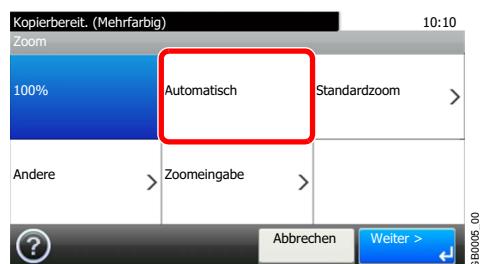 Kopierbereit. (Mehrfarbig) 10:10
Zoom
100% Automatisch Standardzoom >
Andere > Zoomeingabe >
? Abbrechen Weiter >
GB0005_00